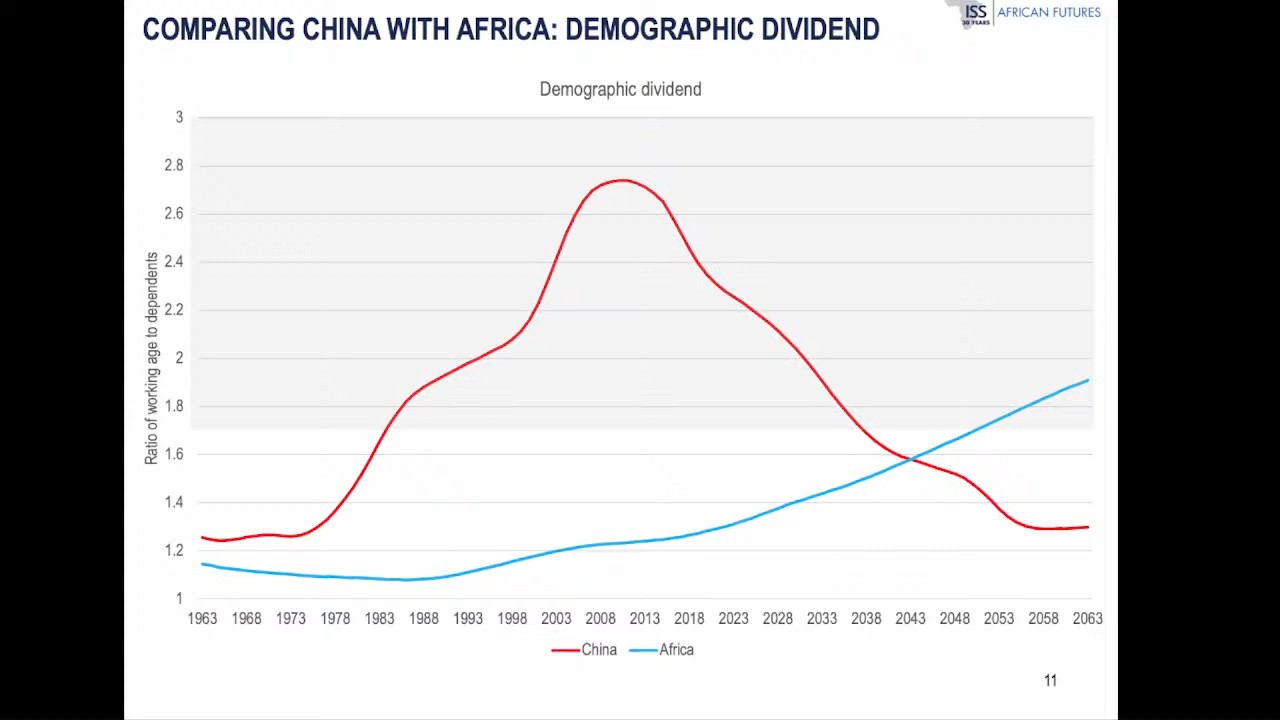 COMPARING CHINA WITH AFRICA: DEMOGRAPHIC DIVIDEND
ISS
30 YEARS
AFRICAN FUTURES
Demographic dividend
Ratio of working age to dependents
3
2.8
2.6
2.4
2.2
2
1.8
1.6
1.4
1.2
1
1963 1968 1973 1978 1983 1988 1993 1998 2003 2008 2013 2018 2023 2028 2033 2038 2043 2048 2053 2058 2063
China Africa
11